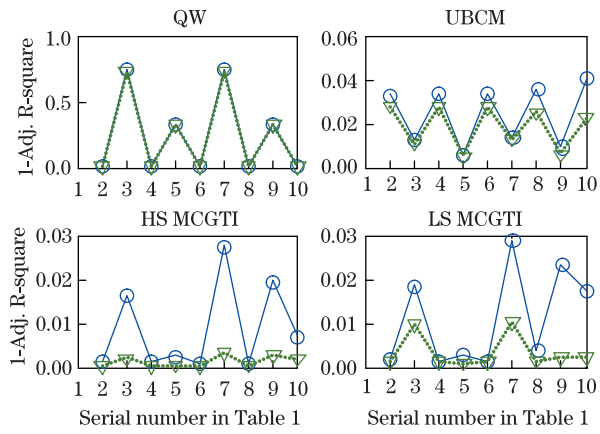 QW
UBCM
1-Adj. R-square
1.0
0.5
0.0
1 2 3 4 5 6 7 8 9 10
0.06
0.04
0.02
0.00
1 2 3 4 5 6 7 8 9 10
HS MCGTI
LS MCGTI
1-Adj. R-square
0.03
0.02
0.01
0.00
1 2 3 4 5 6 7 8 9 10
Serial number in Table 1
0.03
0.02
0.01
0.00
1 2 3 4 5 6 7 8 9 10
Serial number in Table 1